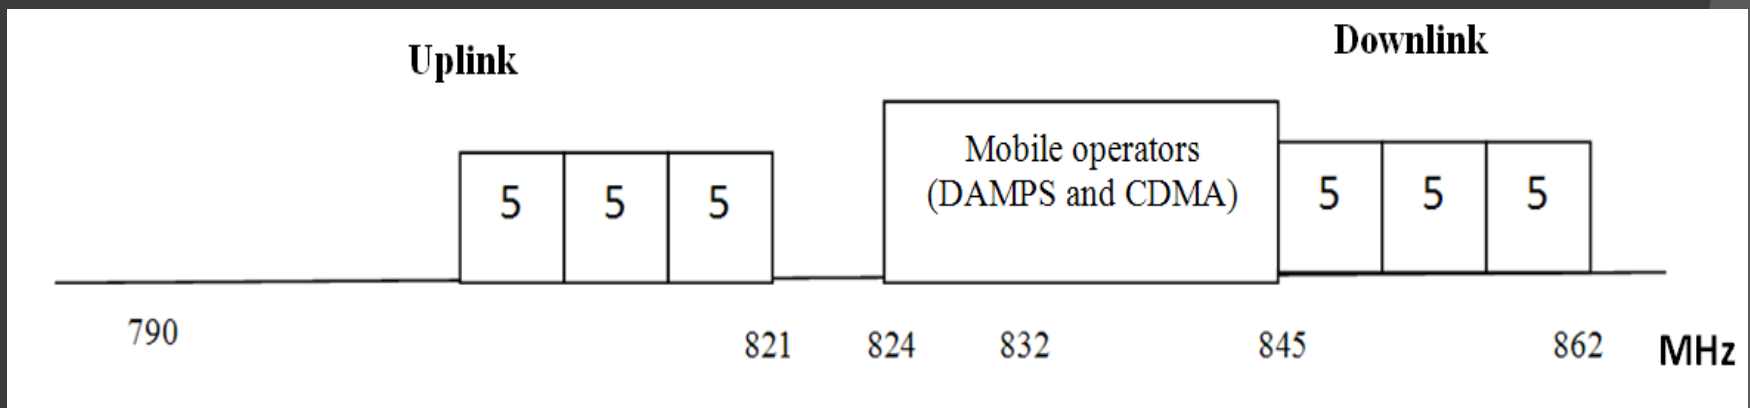 Uplink
Downlink
Mobile operators
(DAMPS and CDMA)
5 5 5 5 5 5
790 821 824 832 845 862 MHz